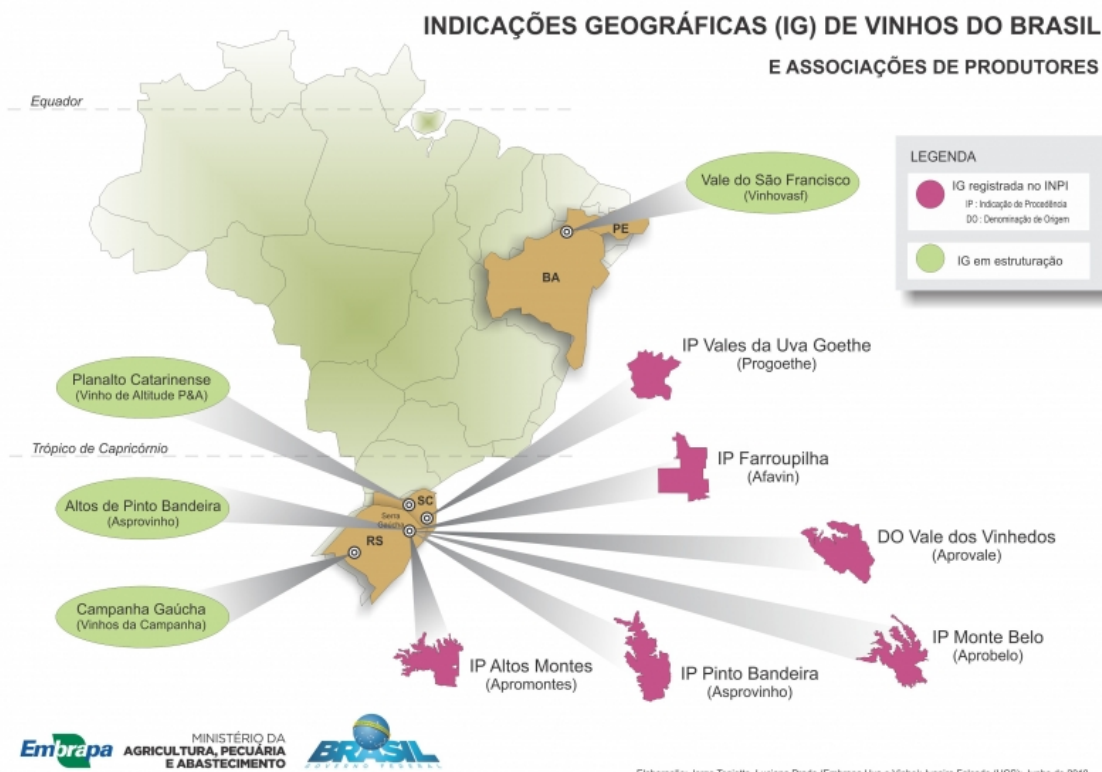 INDICAÇÕES GEOGRÁFICAS (IG) DE VINHOS DO BRASIL
E ASSOCIAÇÕES DE PRODUTORES
Equador
LEGENDA
IG registrada no INPI
IP : Indicação de Procedência
DO : Denominação de Origem
IG em estruturação
Vale do São Francisco
(Vinhovasf)
PE
BA
IP Vales da Uva Goethe
(Progoethe)
Planalto Catarinense
(Vinho de Altitude P&A)
Trópico de Capricórnio
IP Farroupilha
(Afavin)
Altos de Pinto Bandeira
(Asprovinho)
SC
Serra
Gaúcha
RS
DO Vale dos Vinhedos
(Aprovale)
Campanha Gaúcha
(Vinhos da Campanha)
IP Monte Belo
(Aprobelo)
IP Altos Montes
(Apromontes)
IP Pinto Bandeira
(Asprovinho)
Embrapa
MINISTÉRIO DA
AGRICULTURA, PECUÁRIA
E ABASTECIMENTO
BRASIL
GOVERNO FEDERAL